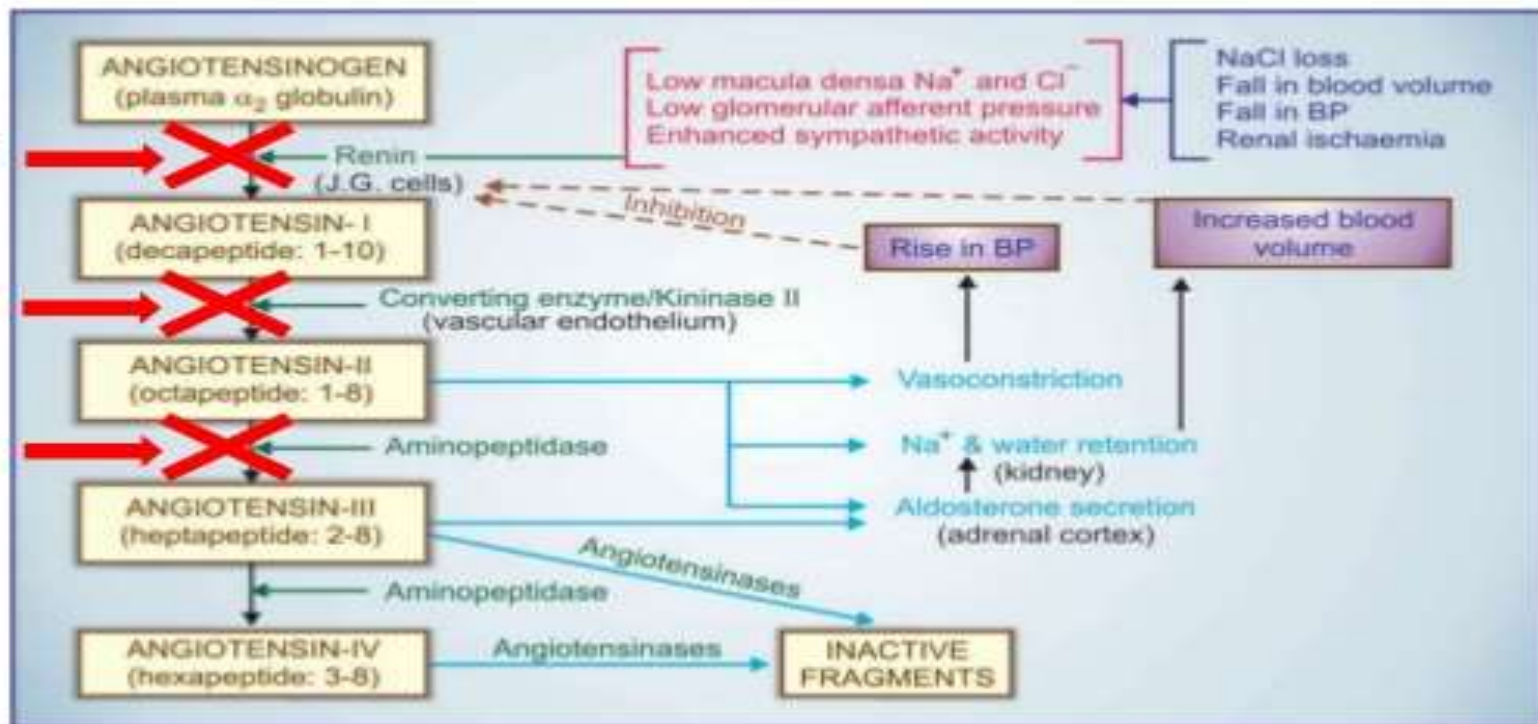 ANGIOTENSINOGEN
(plasma α₂ globulin)
Low macula densa Na⁺ and Cl⁻
Low glomerular afferent pressure
Enhanced sympathetic activity
NaCl loss
Fall in blood volume
Fall in BP
Renal ischaemia
Renin
(J.G. cells)
Inhibition
ANGIOTENSIN- I
(decapeptide: 1-10)
Rise in BP
Increased blood
volume
Converting enzyme/Kininase II
(vascular endothelium)
ANGIOTENSIN-II
(octapeptide: 1-8)
Vasoconstriction
Aminopeptidase
Na⁺ & water retention
(kidney)
ANGIOTENSIN-III
(heptapeptide: 2-8)
Aldosterone secretion
(adrenal cortex)
Angiotensinases
Aminopeptidase
ANGIOTENSIN-IV
(hexapeptide: 3-8)
Angiotensinases
INACTIVE
FRAGMENTS